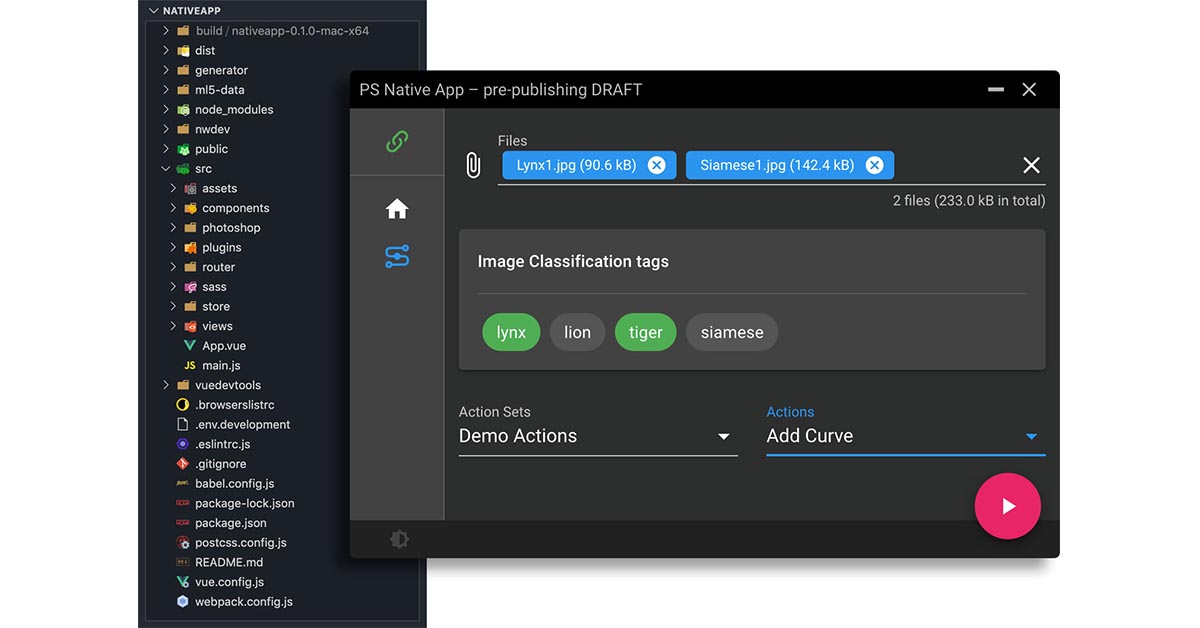 NATIVEAPP
build / nativeapp-0.1.0-mac-x64
dist
generator
ml5-data
node_modules
nwdev
public
src
assets
components
photoshop
plugins
router
sass
store
views
App.vue
JS main.js
vuedevtools
.browserslistrc
.env.development
.eslintrc.js
.gitignore
babel.config.js
package-lock.json
package.json
postcss.config.js
README.md
vue.config.js
webpack.config.js
PS Native App – pre-publishing DRAFT
Files
Lynx1.jpg (90.6 kB) Siamese1.jpg (142.4 kB)
2 files (233.0 kB in total)
Image Classification tags
lynx lion tiger siamese
Action Sets Actions
Demo Actions Add Curve